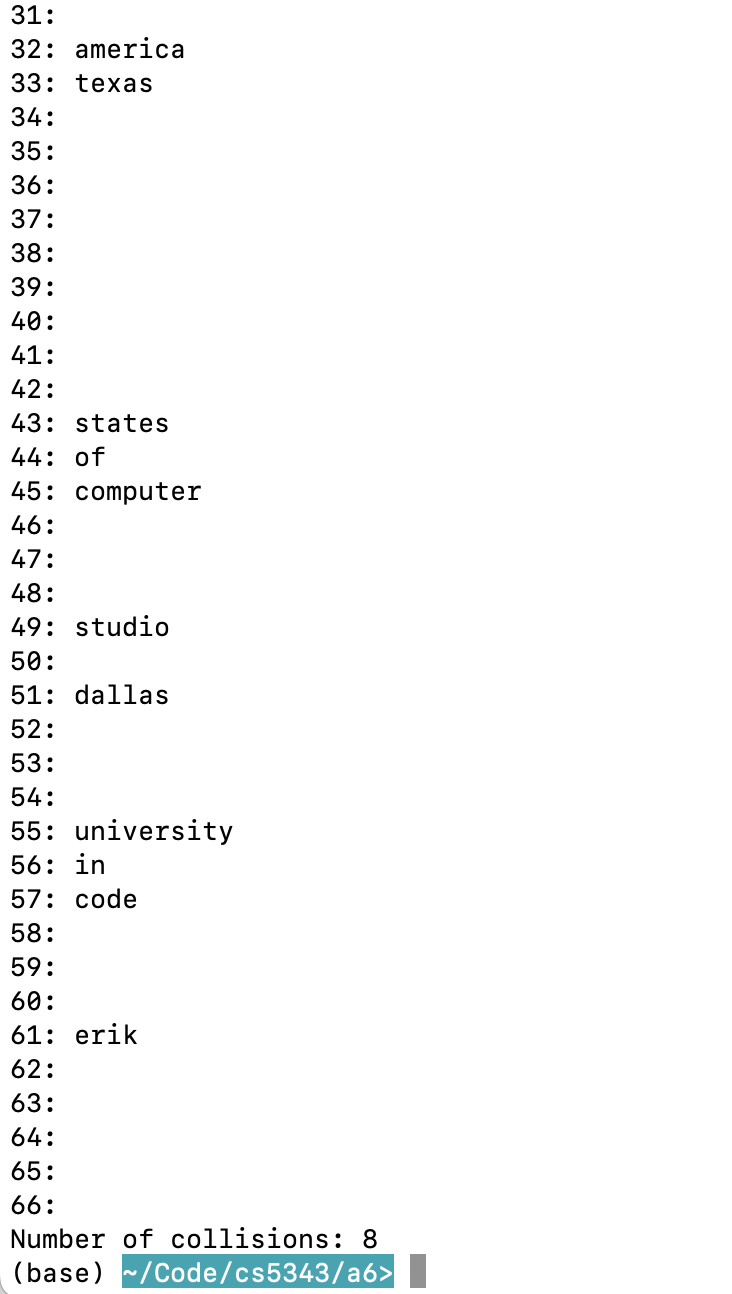 31:
32: america
33: texas
34:
35:
36:
37:
38:
39:
40:
41:
42:
43: states
44: of
45: computer
46:
47:
48:
49: studio
50:
51: dallas
52:
53:
54:
55: university
56: in
57: code
58:
59:
60:
61: erik
62:
63:
64:
65:
66:
Number of collisions: 8
(base) ~/Code/cs5343/a6>